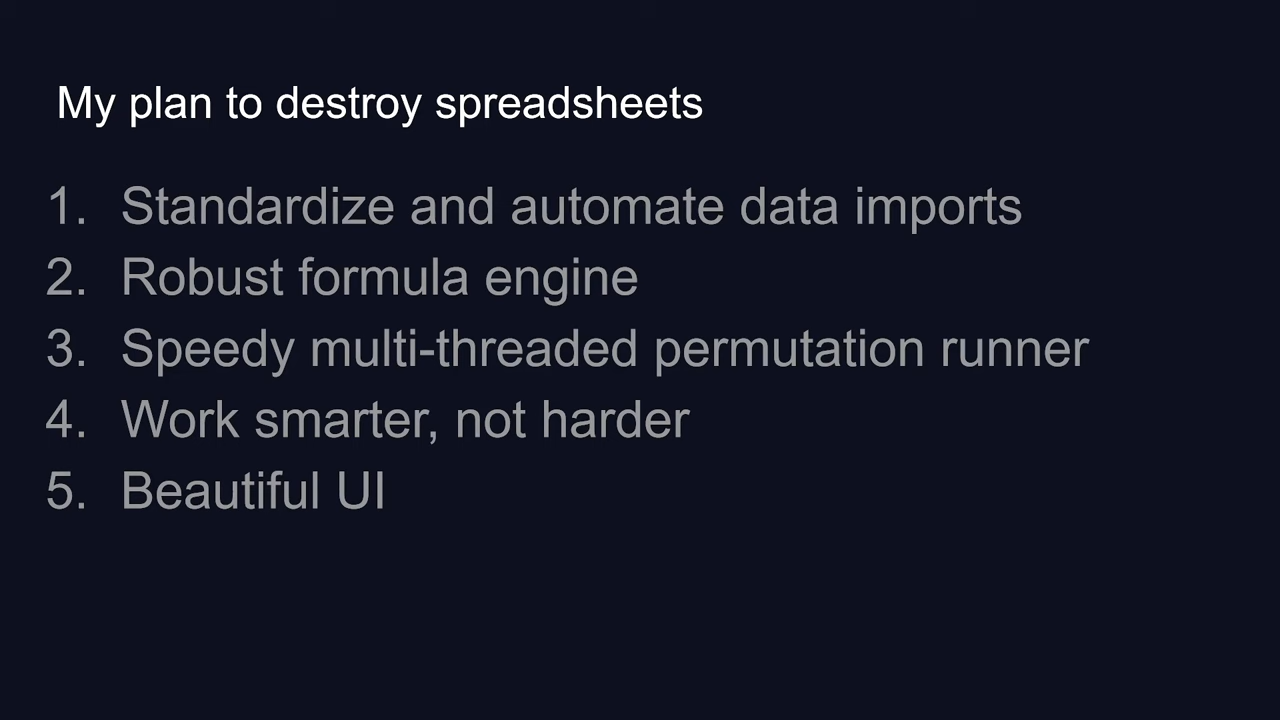 My plan to destroy spreadsheets
1. Standardize and automate data imports
2. Robust formula engine
3. Speedy multi-threaded permutation runner
4. Work smarter, not harder
5. Beautiful UI